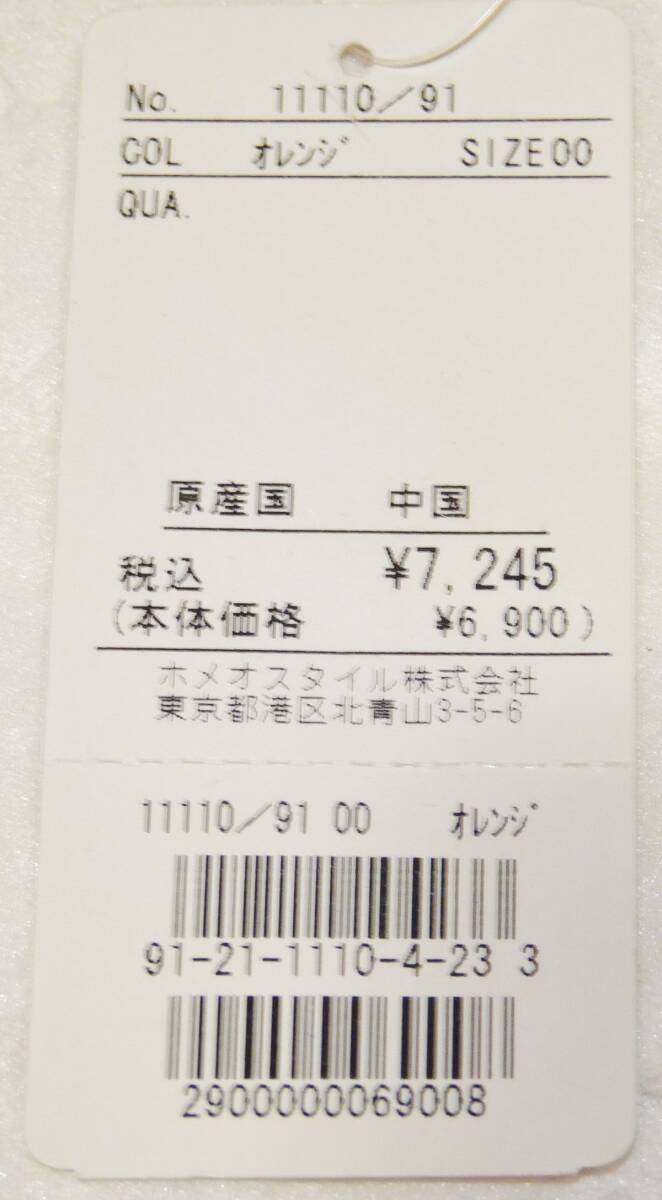 No. 11110／91
COL ｵﾚﾝｼﾞ SIZE00
QUA.
原産国 中国
税込 ¥7,245
(本体価格 ¥6,900)
ホメオスタイル株式会社
東京都港区北青山3-5-6
11110／91 00 ｵﾚﾝｼﾞ
91-21-1110-4-23 3
2900000069008